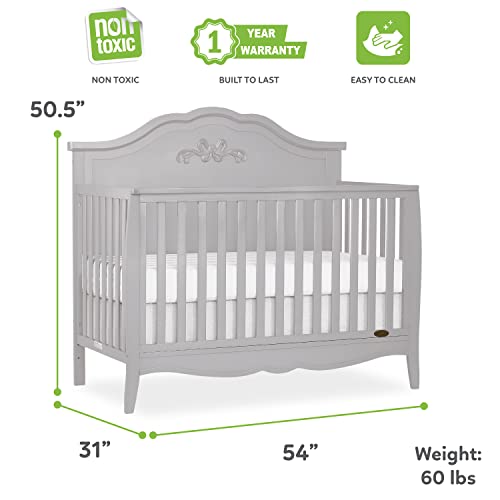 non
toxic
1 YEAR
WARRANTY
NON TOXIC
BUILT TO LAST
EASY TO CLEAN
50.5”
31”
54”
Weight:
60 lbs